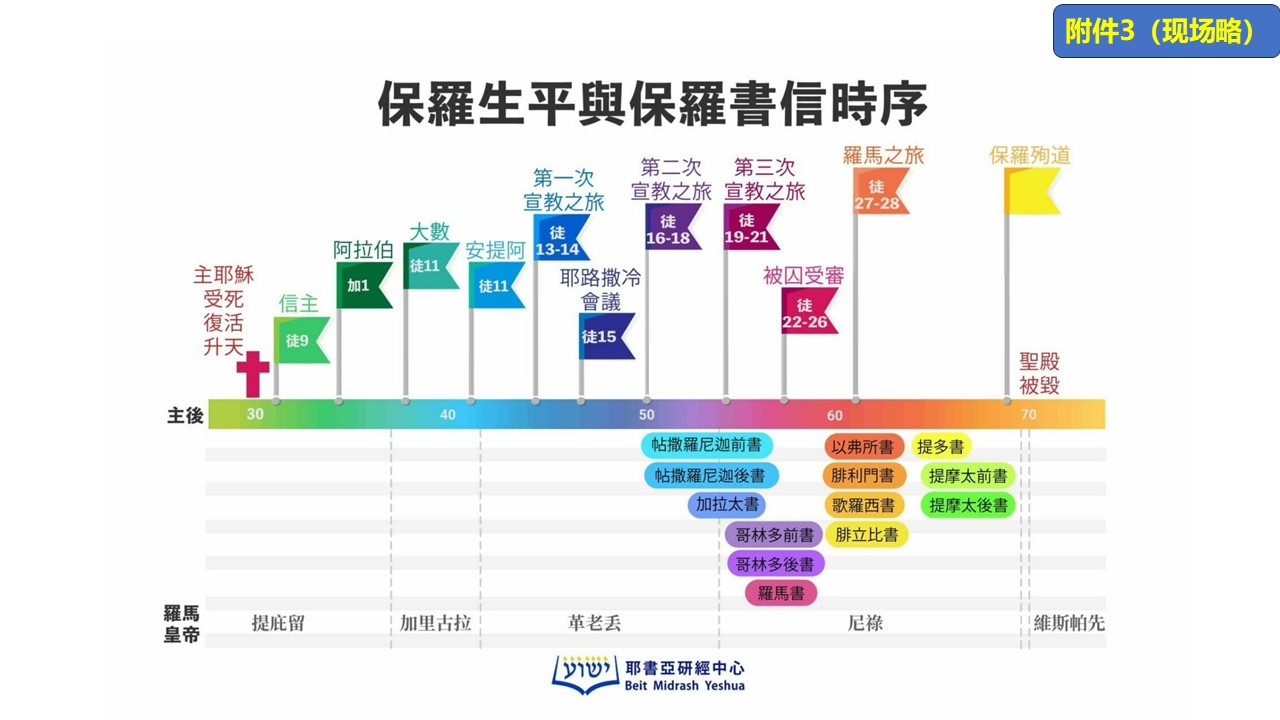 附件3（现场略）
保羅生平與保羅書信時序
主耶穌
受死
復活
升天
信主
徒9
阿拉伯
加1
大數
徒11
安提阿
徒11
第一次
宣教之旅
徒
13-14
耶路撒冷
會議
徒15
第二次
宣教之旅
徒
16-18
第三次
宣教之旅
徒
19-21
被囚受審
徒
22-26
羅馬之旅
徒
27-28
保羅殉道
聖殿
被毀
主後 30 40 50 60 70
帖撒羅尼迦前書 以弗所書 提多書
帖撒羅尼迦後書 腓利門書 提摩太前書
加拉太書 歌羅西書 提摩太後書
哥林多前書 腓立比書
哥林多後書
羅馬書
羅馬
皇帝
提庇留 加里古拉 革老丟 尼祿 維斯帕先
ישוע
耶書亞研經中心
Beit Midrash Yeshua